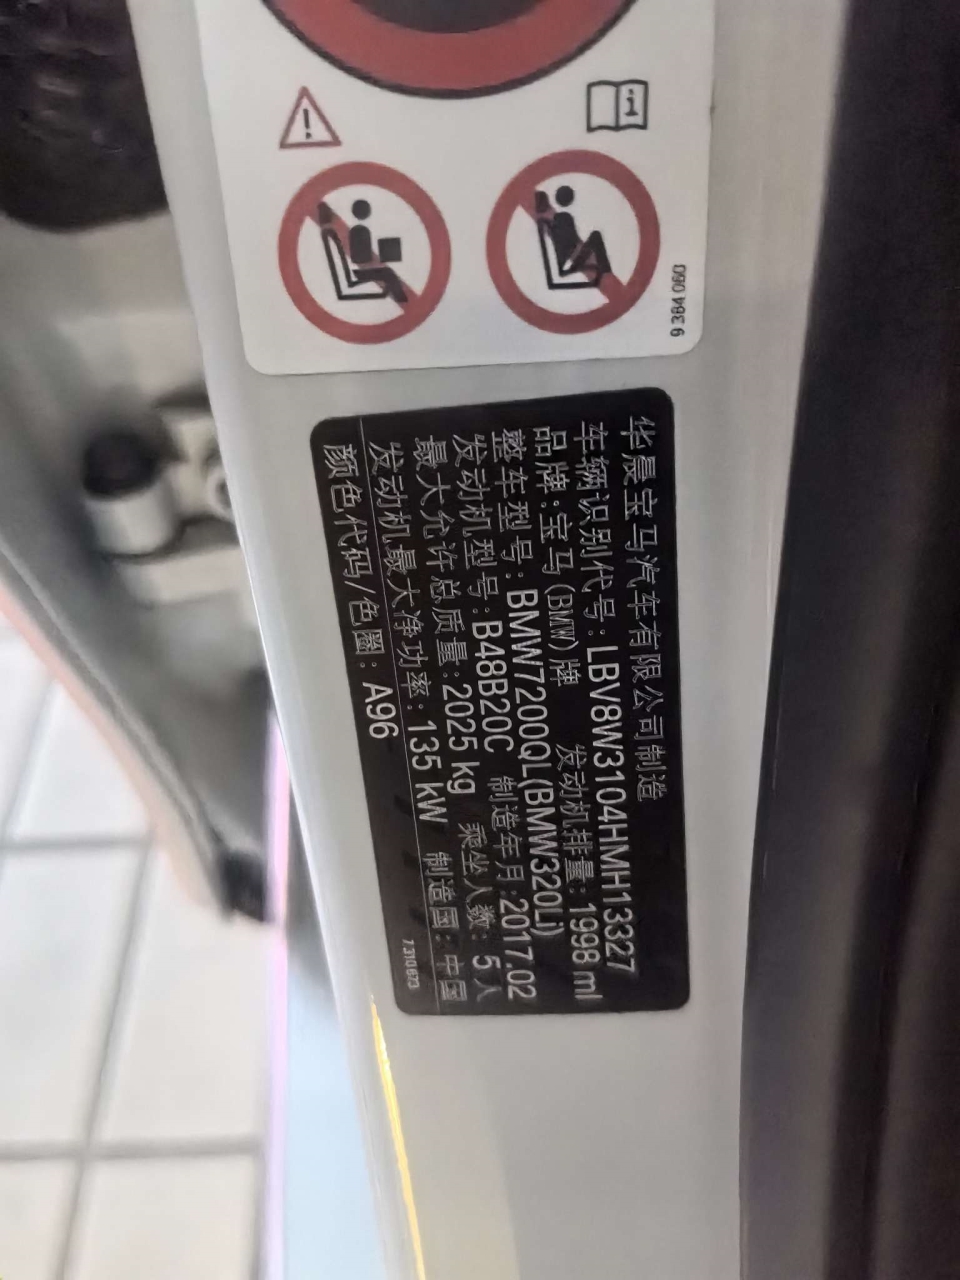 9 384 060
华晨宝马汽车有限公司制造
车辆识别代号:LBV8W3104HMH13327
品牌:宝马(BMW)牌 发动机排量:1998 ml
整车型号:BMW7200QL(BMW320Li)
发动机型号:B48B20C 制造年月:2017.02
最大允许总质量:2025 kg 乘坐人数:5人
发动机最大净功率:135 kW 制造国:中国
颜色代码/色圈:A96
7310673